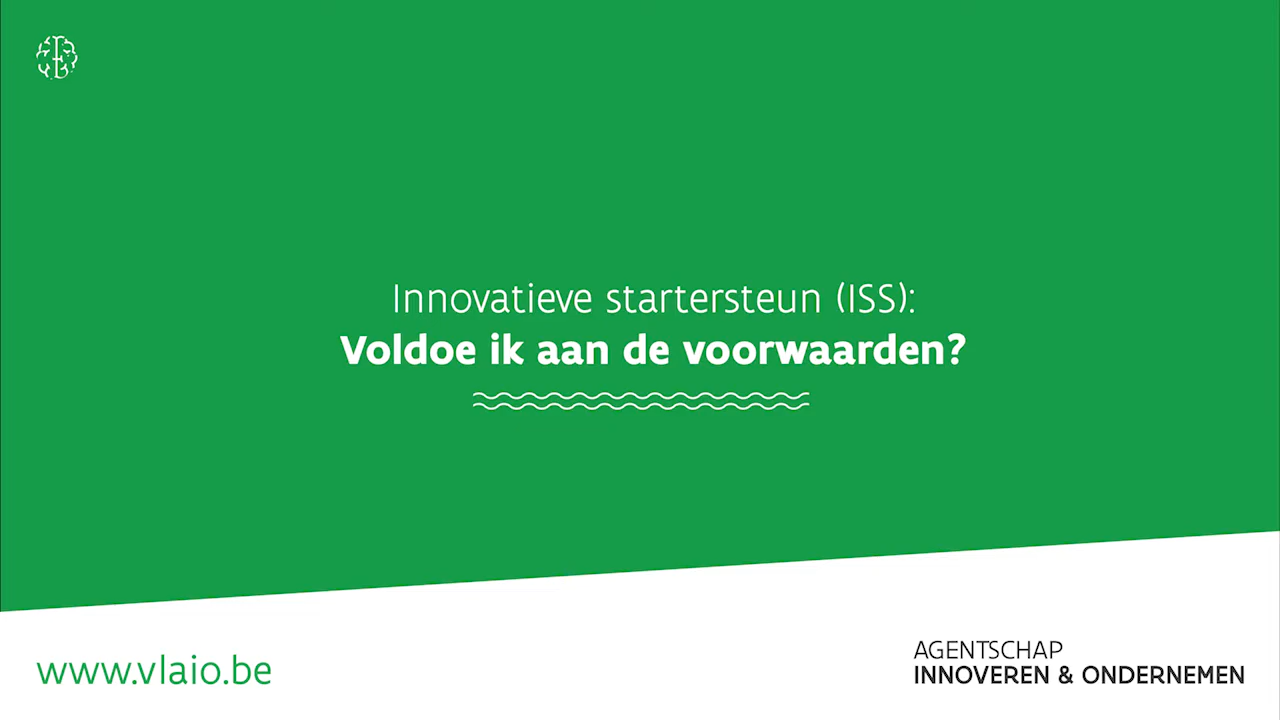 Innovatieve startersteun (ISS):
Voldoe ik aan de voorwaarden?
www.vlaio.be
AGENTSCHAP
INNOVEREN & ONDERNEMEN